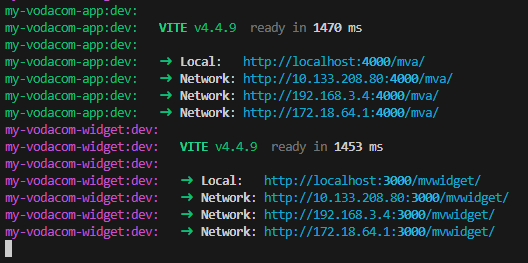 my-vodacom-app:dev:
my-vodacom-app:dev:   VITE v4.4.9  ready in 1470 ms
my-vodacom-app:dev:
my-vodacom-app:dev:   ➜ Local:   http://localhost:4000/mva/
my-vodacom-app:dev:   ➜ Network: http://10.133.208.80:4000/mva/
my-vodacom-app:dev:   ➜ Network: http://192.168.3.4:4000/mva/
my-vodacom-app:dev:   ➜ Network: http://172.18.64.1:4000/mva/
my-vodacom-widget:dev:
my-vodacom-widget:dev:   VITE v4.4.9  ready in 1453 ms
my-vodacom-widget:dev:
my-vodacom-widget:dev:   ➜ Local:   http://localhost:3000/mvwidget/
my-vodacom-widget:dev:   ➜ Network: http://10.133.208.80:3000/mvwidget/
my-vodacom-widget:dev:   ➜ Network: http://192.168.3.4:3000/mvwidget/
my-vodacom-widget:dev:   ➜ Network: http://172.18.64.1:3000/mvwidget/